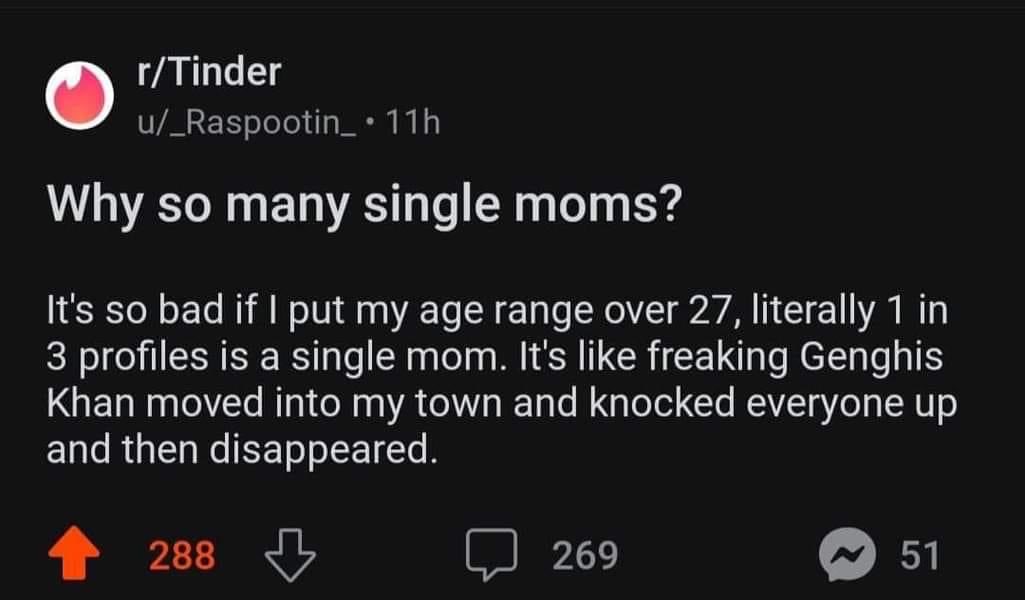 r/Tinder
u/_Raspootin_ • 11h
Why so many single moms?
It's so bad if I put my age range over 27, literally 1 in
3 profiles is a single mom. It's like freaking Genghis
Khan moved into my town and knocked everyone up
and then disappeared.
288 269 51